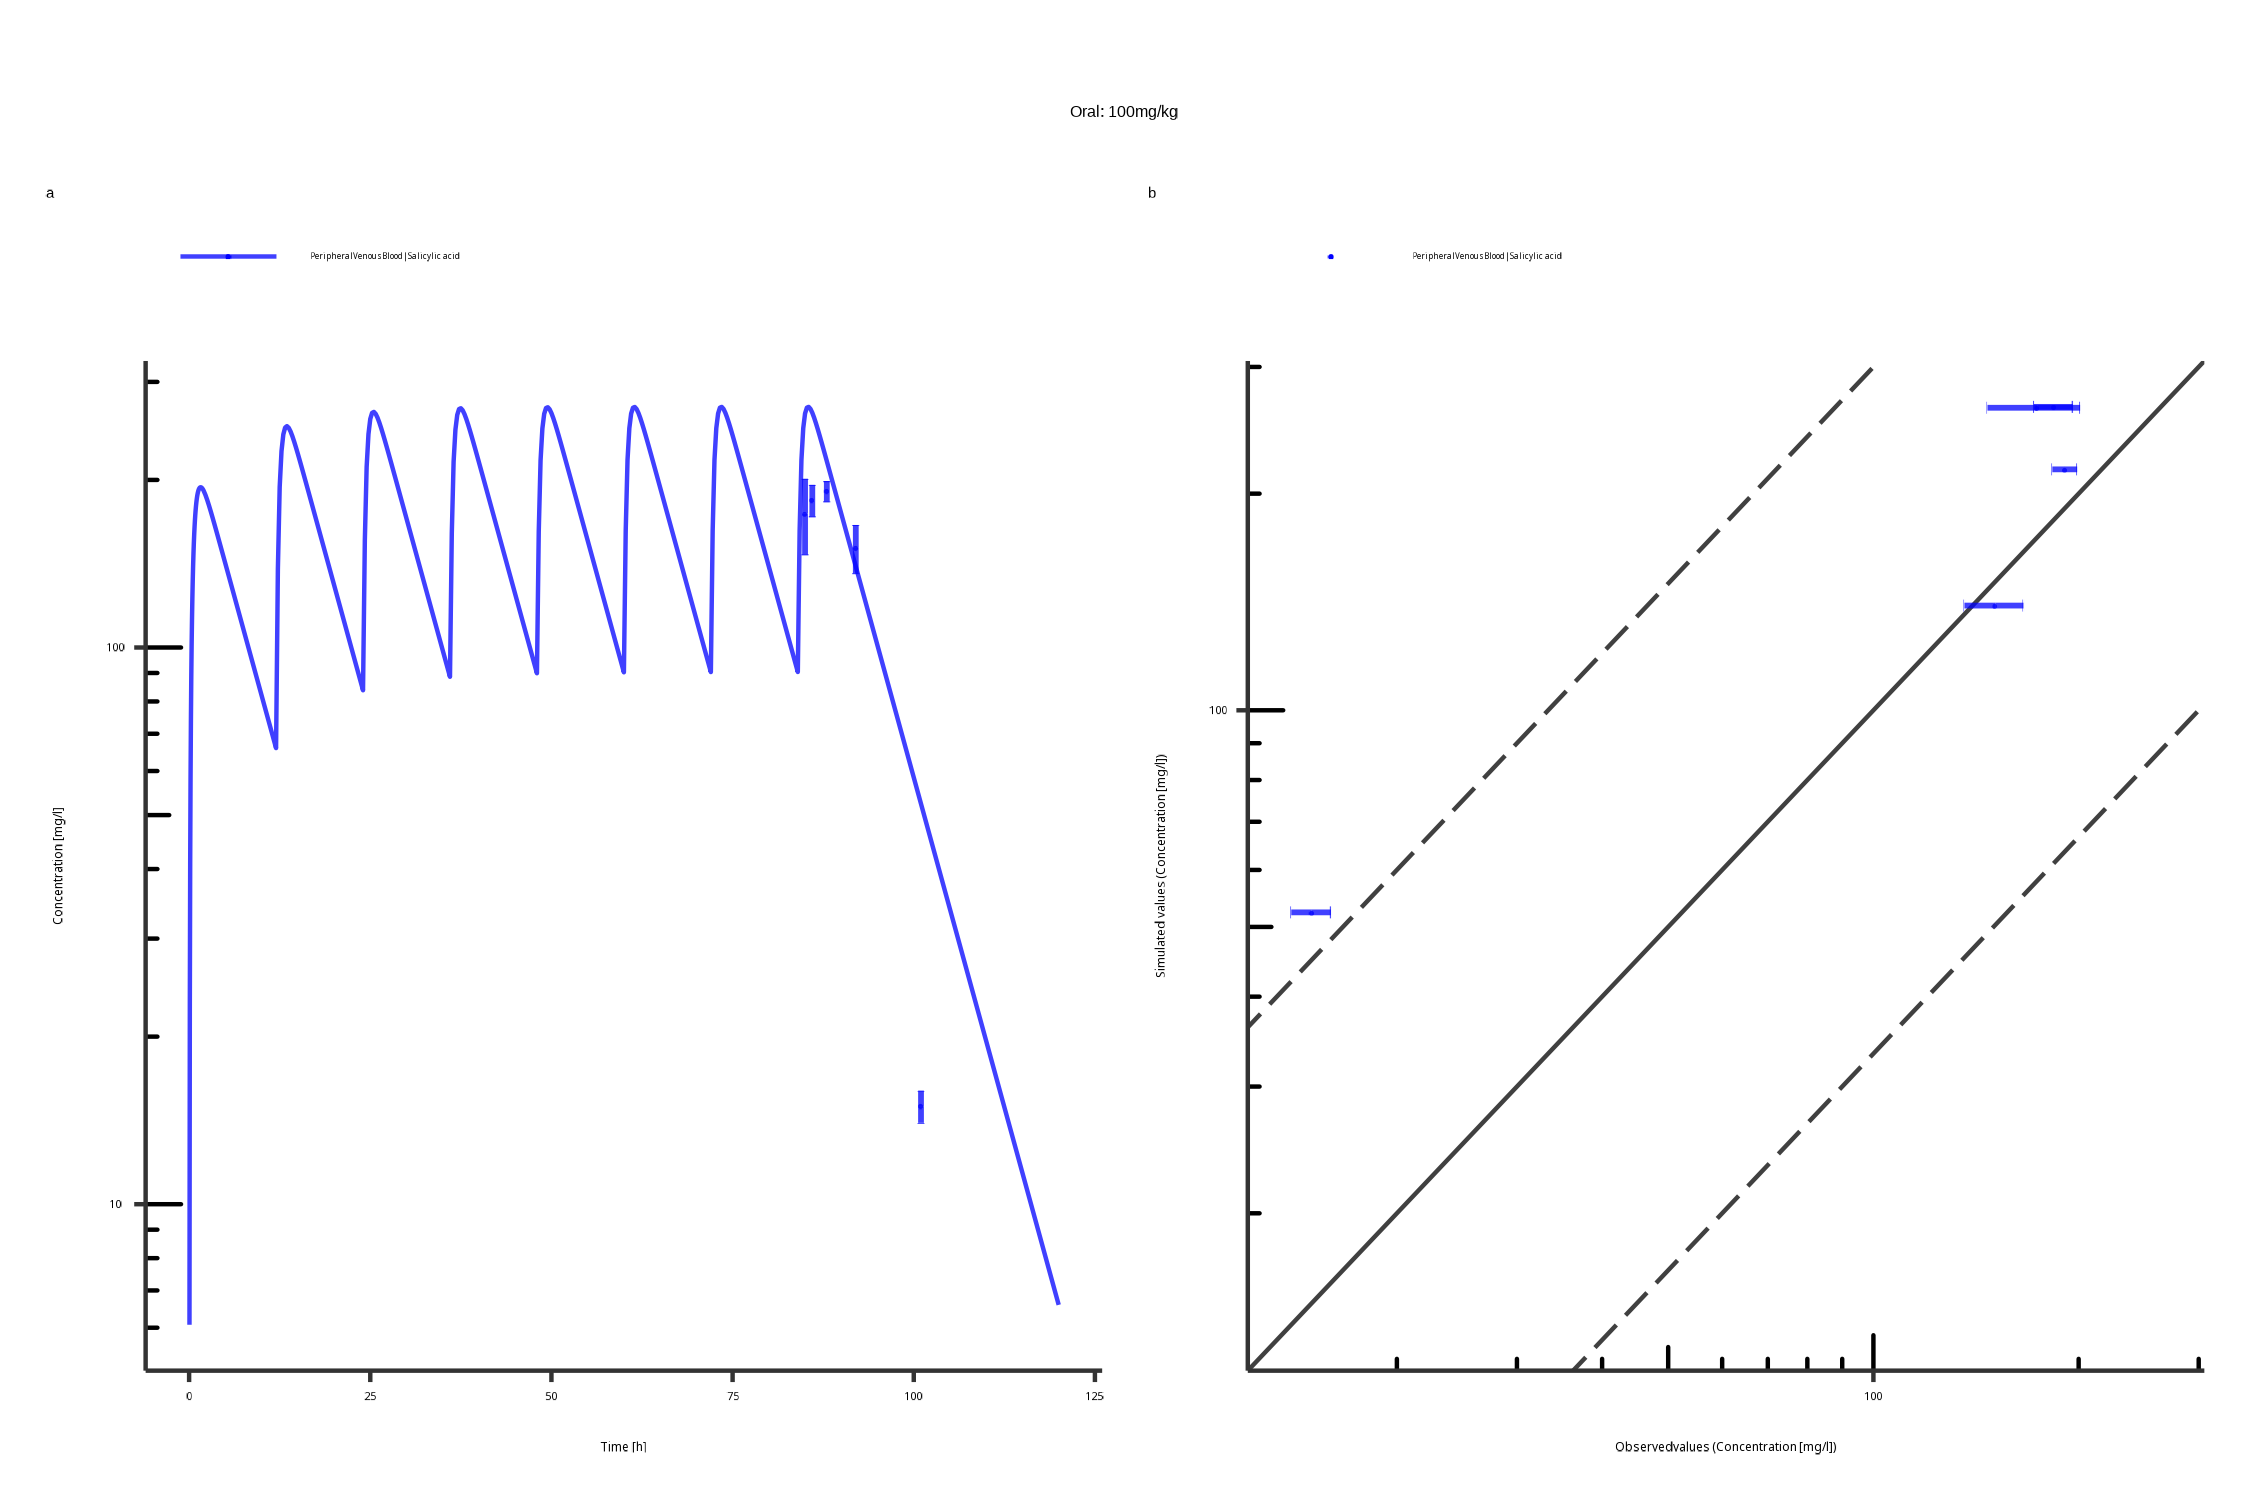 Oral: 100mg/kg
a
b
PeripheralVenousBlood|Salicylic acid
PeripheralVenousBlood|Salicylic acid
Concentration [mg/l]
100
10
0
25
50
75
100
125
Time [h]
Simulated values (Concentration [mg/l])
100
100
Observedvalues (Concentration [mg/l])